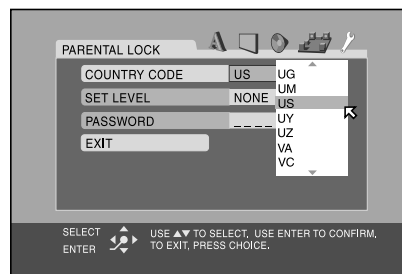 PARENTAL LOCK
COUNTRY CODE US
SET LEVEL NONE
PASSWORD _ _ _ _
EXIT
UG
UM
US
UY
UZ
VA
VC
SELECT
ENTER
USE ▲▼ TO SELECT, USE ENTER TO CONFIRM,
TO EXIT, PRESS CHOICE.